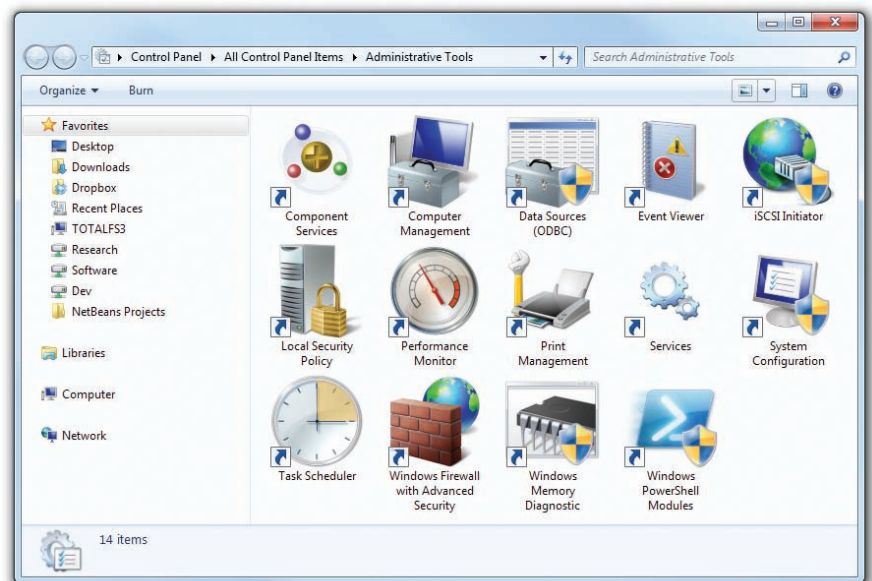 Control Panel ▸ All Control Panel Items ▸ Administrative Tools
Search Administrative Tools
Organize ▾ Burn
Favorites
Desktop
Downloads
Dropbox
Recent Places
TOTALFS3
Research
Software
Dev
NetBeans Projects
Libraries
Computer
Network
Component
Services
Computer
Management
Data Sources
(ODBC)
Event Viewer
iSCSI Initiator
Local Security
Policy
Performance
Monitor
Print
Management
Services
System
Configuration
Task Scheduler
Windows Firewall
with Advanced
Security
Windows
Memory
Diagnostic
Windows
PowerShell
Modules
14 items